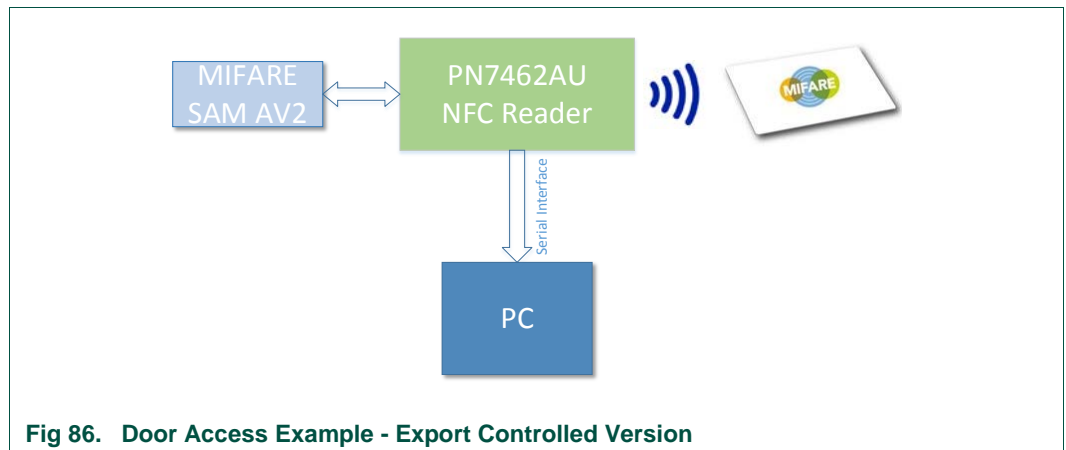 MIFARE
SAM AV2
PN7462AU
NFC Reader
MIFARE
Serial Interface
PC
Fig 86. Door Access Example - Export Controlled Version